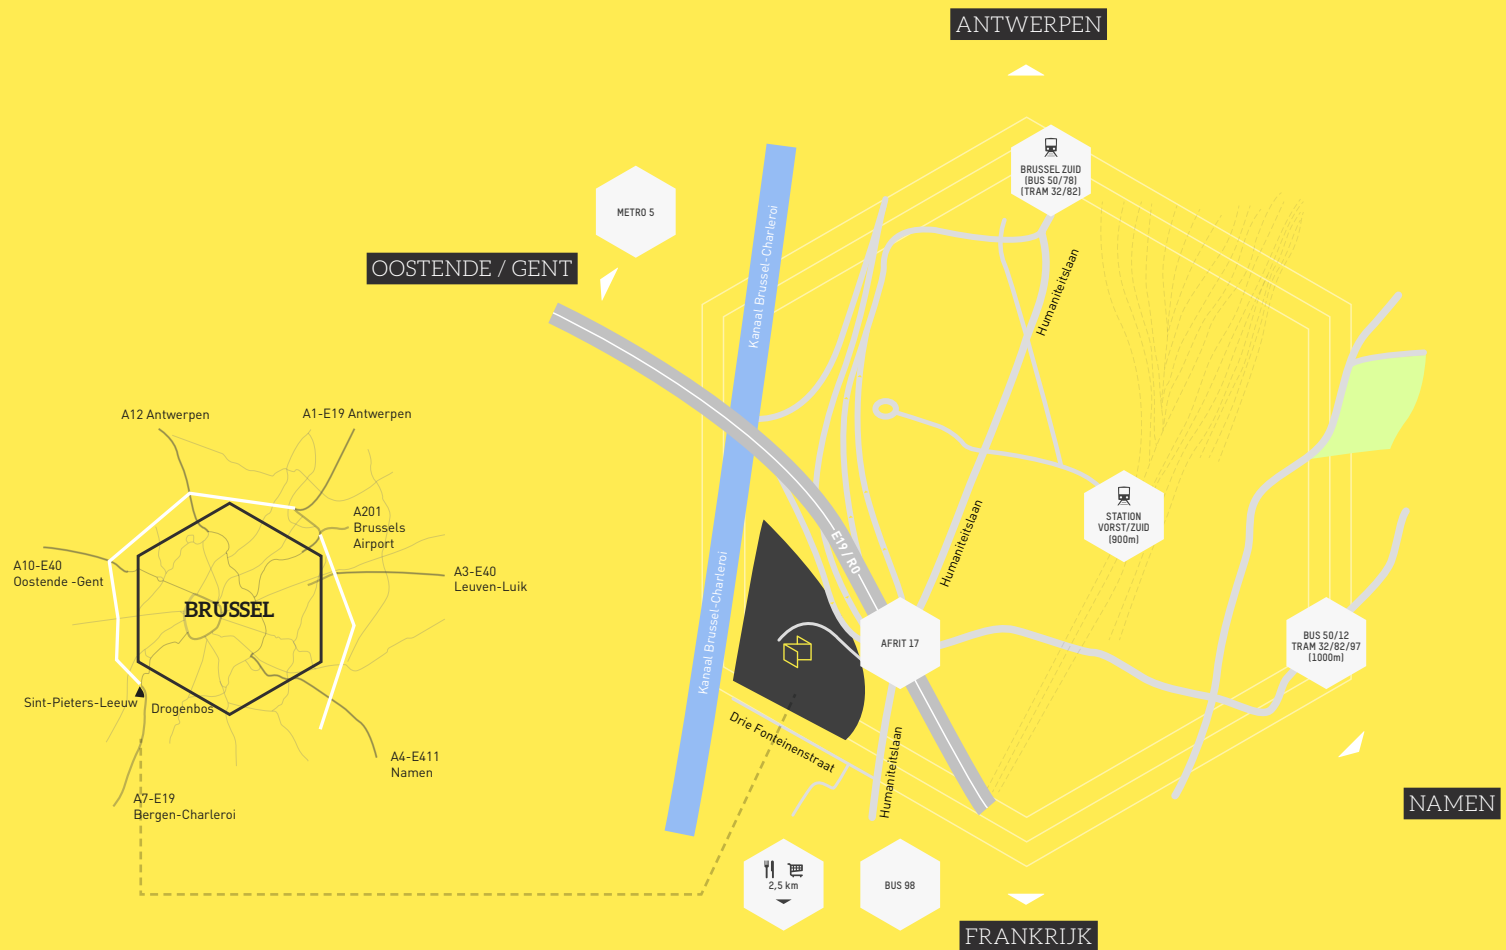 ANTWERPEN
BRUSSEL ZUID
(BUS 50/78)
(TRAM 32/82)
METRO 5
OOSTENDE / GENT
Kanaal Brussel-Charleroi
Humaniteitslaan
A12 Antwerpen
A1-E19 Antwerpen
A201
Brussels
Airport
A10-E40
Oostende -Gent
A3-E40
Leuven-Luik
BRUSSEL
Sint-Pieters-Leeuw
Drogenbos
A4-E411
Namen
A7-E19
Bergen-Charleroi
STATION
VORST/ZUID
(900m)
Humaniteitslaan
E19 / R0
Kanaal Brussel-Charleroi
AFRIT 17
BUS 50/12
TRAM 32/82/97
(1000m)
Drie Fonteinenstraat
Humaniteitslaan
NAMEN
2,5 km
BUS 98
FRANKRIJK